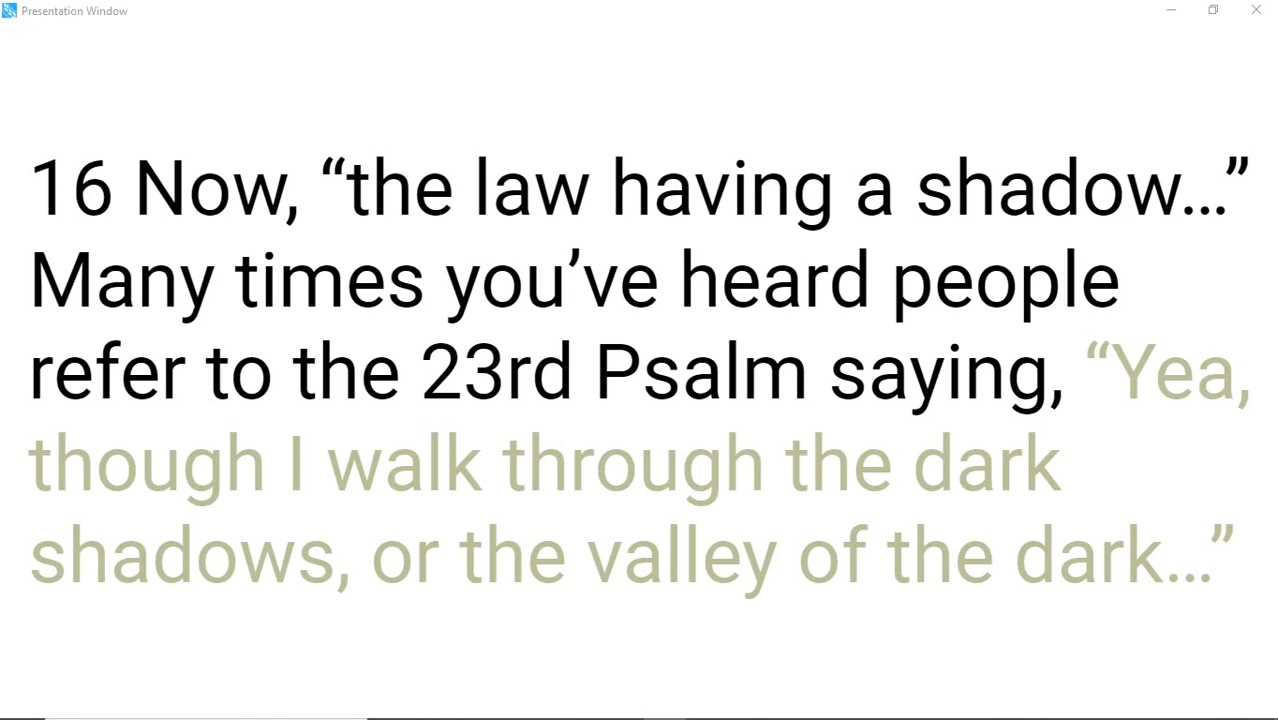 Presentation Window
16 Now, “the law having a shadow…”
Many times you’ve heard people
refer to the 23rd Psalm saying, “Yea,
though I walk through the dark
shadows, or the valley of the dark…”